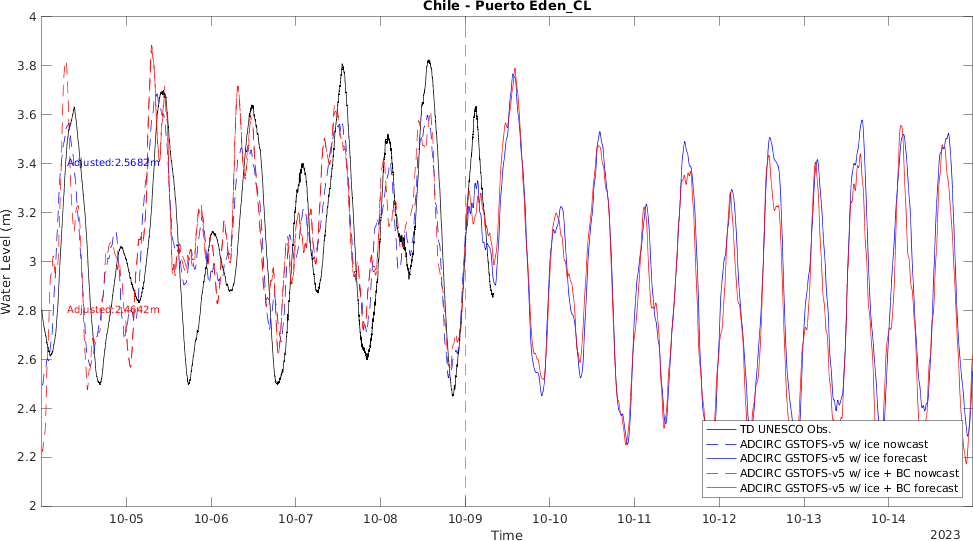 Chile - Puerto Eden_CL
4
3.8
3.6
3.4
3.2
3
2.8
2.6
2.4
2.2
2
Water Level (m)
Adjusted:2.5682m
Adjusted:2.4642m
10-05
10-06
10-07
10-08
10-09
10-10
10-11
10-12
10-13
10-14
Time
2023
TD UNESCO Obs.
ADCIRC GSTOFS-v5 w/ ice nowcast
ADCIRC GSTOFS-v5 w/ ice forecast
ADCIRC GSTOFS-v5 w/ ice + BC nowcast
ADCIRC GSTOFS-v5 w/ ice + BC forecast